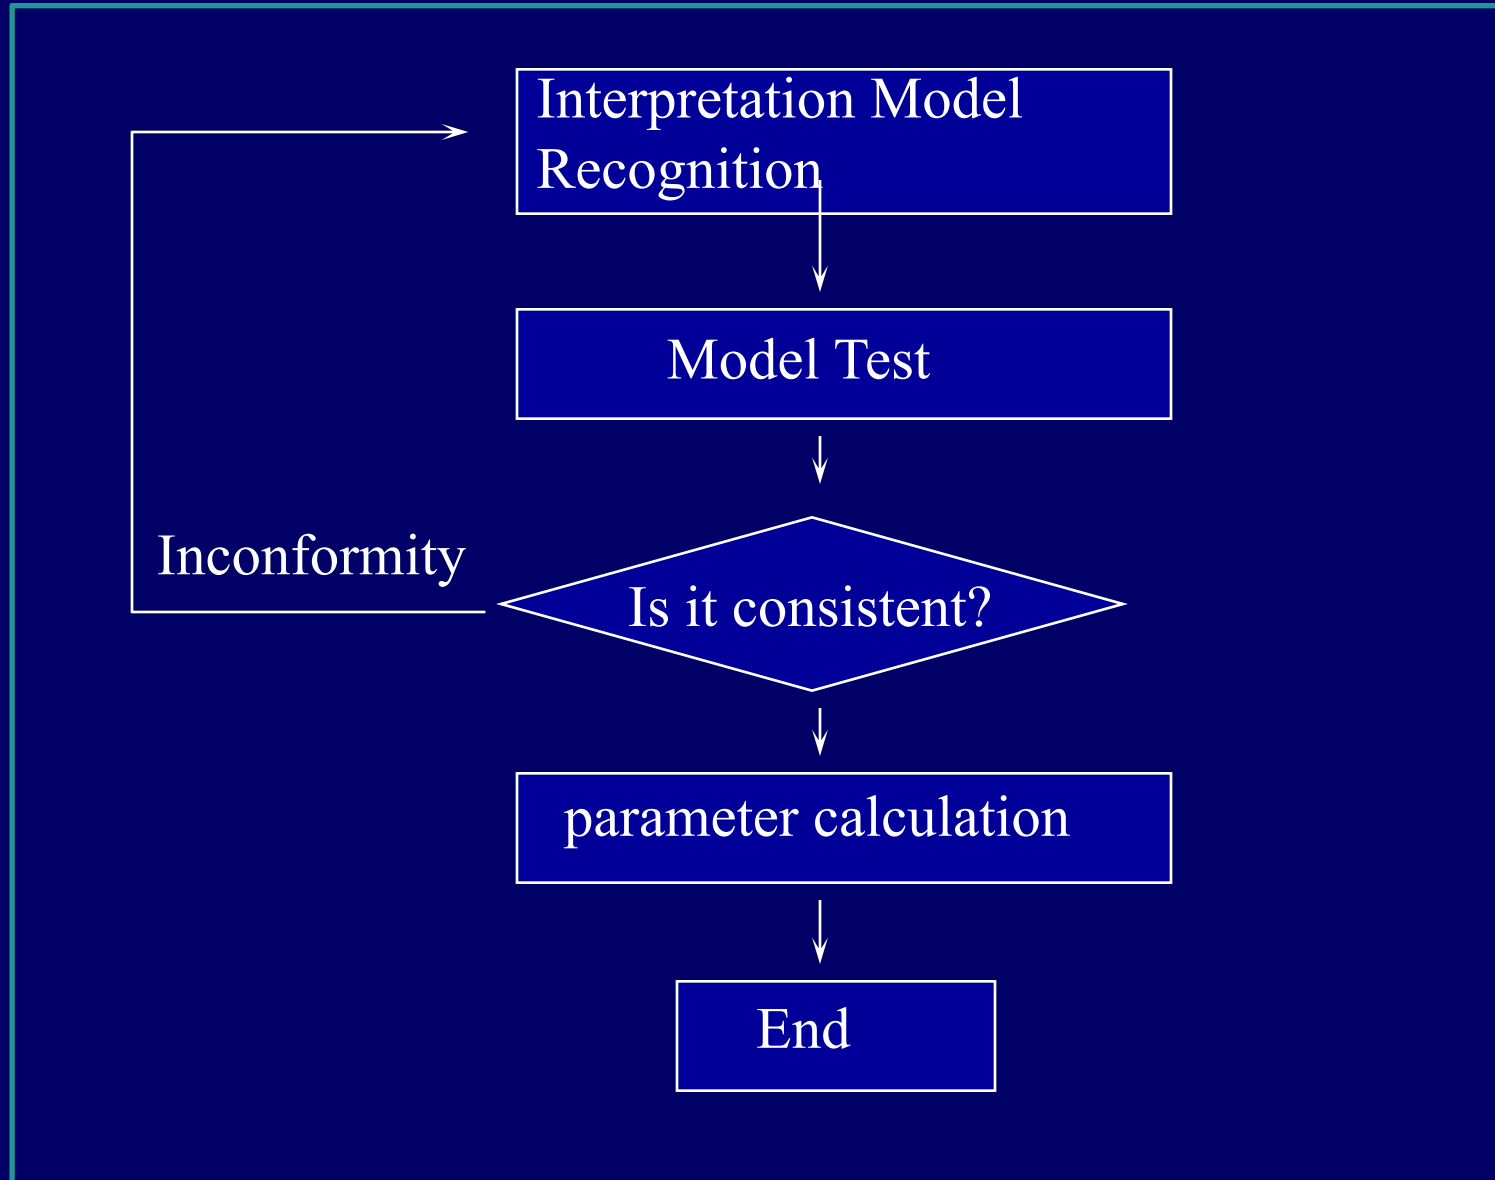 Interpretation Model
Recognition
Model Test
Inconformity
Is it consistent?
parameter calculation
End